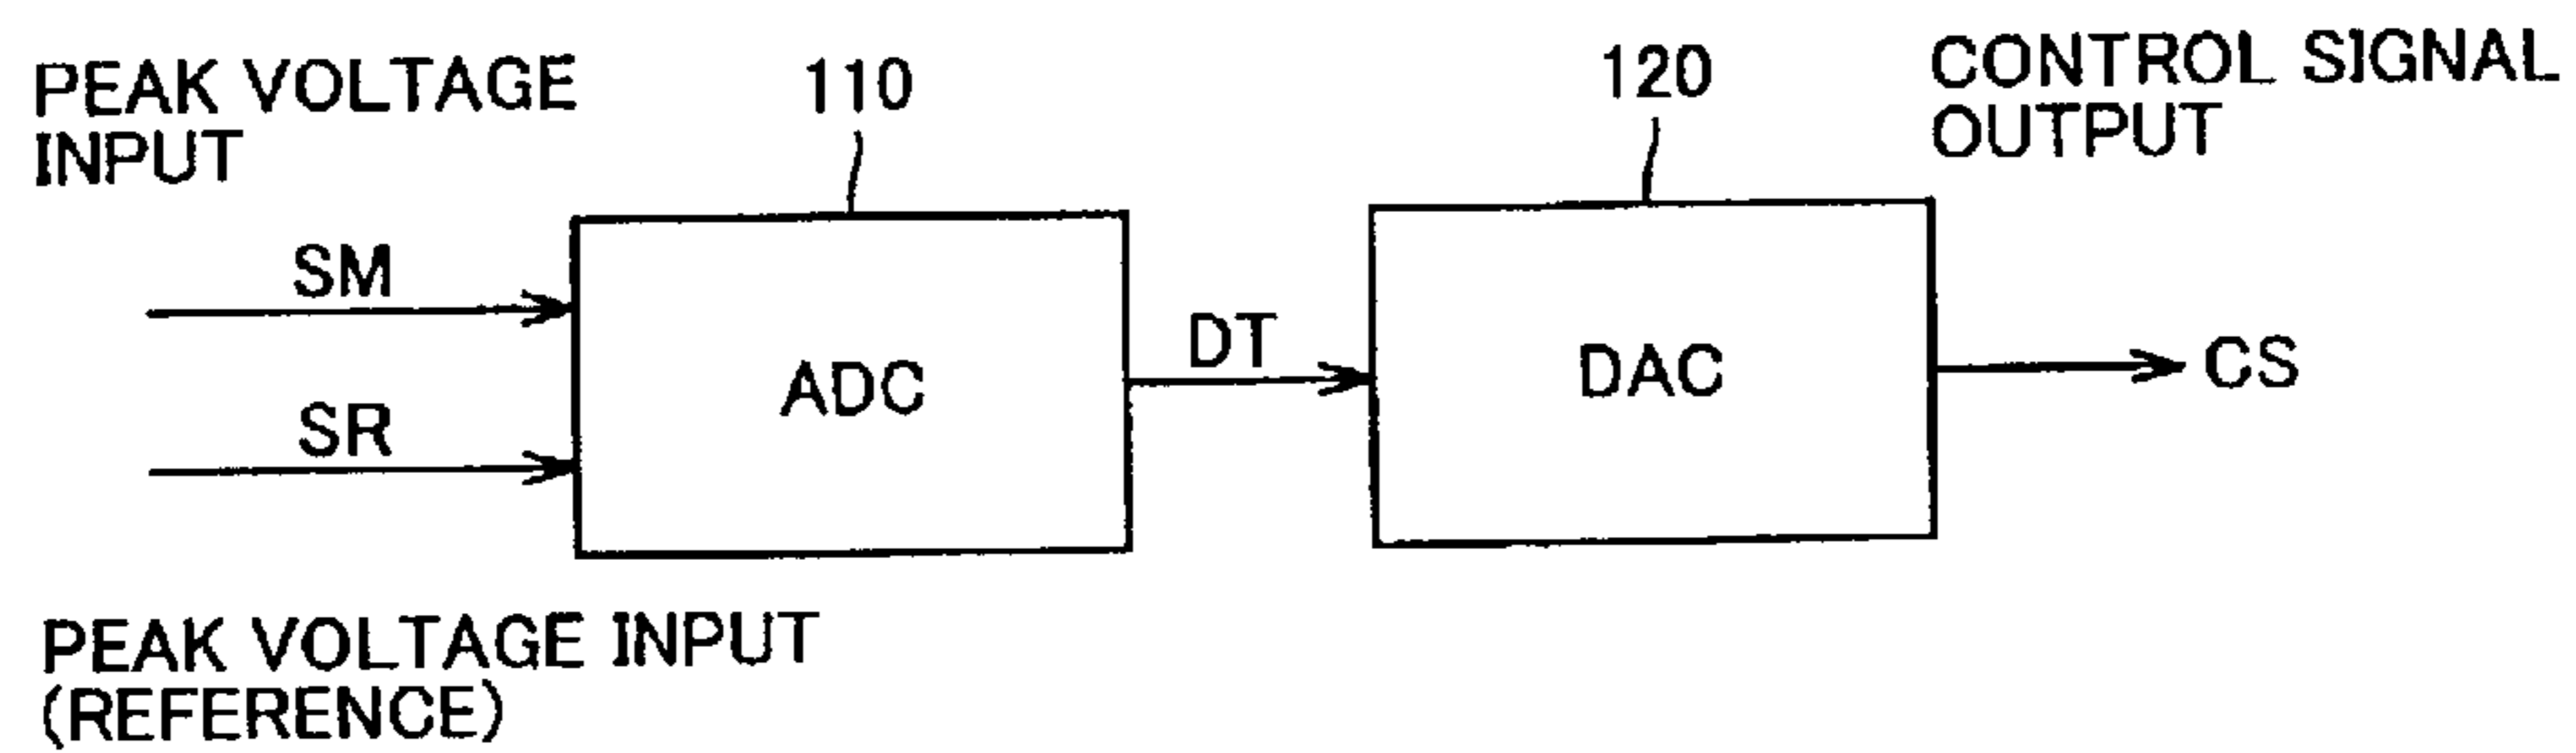 PEAK VOLTAGE
INPUT
110
120
CONTROL SIGNAL
OUTPUT
SM
SR
ADC
DT
DAC
CS
PEAK VOLTAGE INPUT
(REFERENCE)